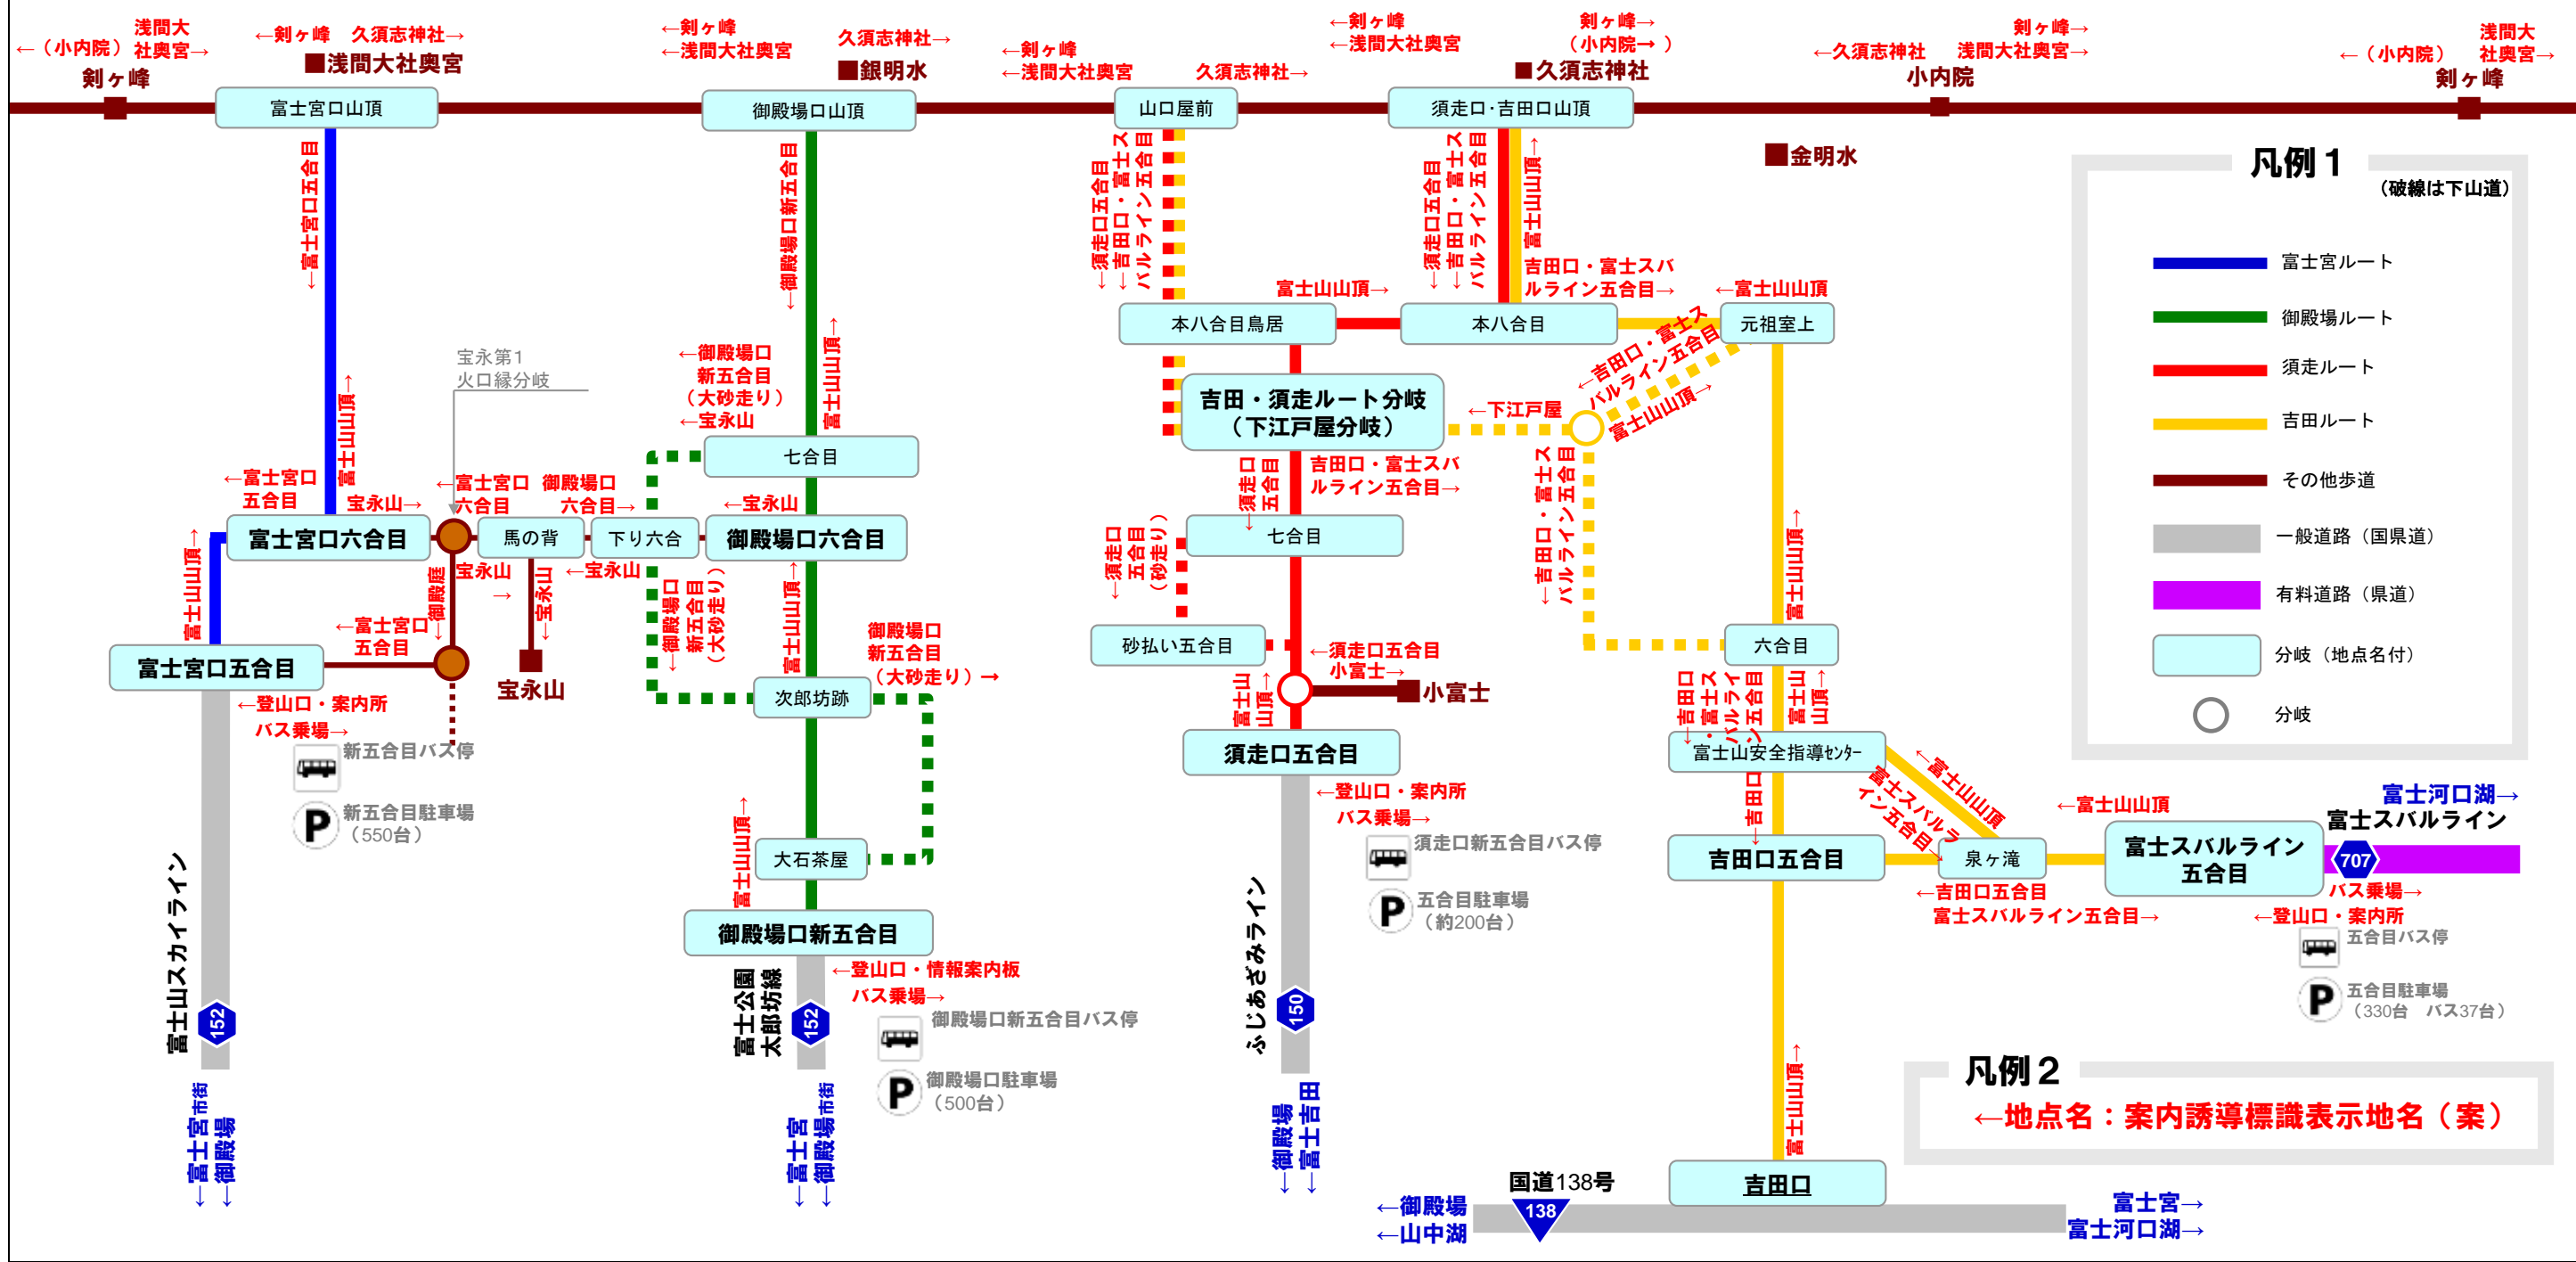 ←（小内院）
浅間大
社奥宮→
剣ヶ峰
←剣ヶ峰　久須志神社→
■浅間大社奥宮
←剣ヶ峰
←浅間大社奥宮
久須志神社→
■銀明水
←剣ヶ峰
←浅間大社奥宮
久須志神社→
←剣ヶ峰
←浅間大社奥宮
剣ヶ峰→
（小内院→ ）
■久須志神社
←久須志神社
剣ヶ峰→
浅間大社奥宮→
小内院
←（小内院）
浅間大
社奥宮→
剣ヶ峰
富士宮口山頂
御殿場口山頂
山口屋前
須走口･吉田口山頂
■金明水
←富士宮口五合目
←御殿場口新五合目
←須走口五合目
←吉田口・富士ス
バルライン五合目
←須走口五合目
←吉田口・富士ス
バルライン五合目
富士山山頂→
吉田口・富士スバ
ルライン五合目→
富士山山頂→
←富士山山頂
本八合目鳥居
本八合目
元祖室上
←吉田口・富士ス
バルライン五合目
富士山山頂→
宝永第1
火口縁分岐
←御殿場口
新五合目
（大砂走り）
←宝永山
富士山山頂→
富士山山頂→
吉田・須走ルート分岐
（下江戸屋分岐）
←下江戸屋
七合目
←富士宮口
五合目
宝永山→
←富士宮口
六合目
御殿場口
六合目→
←宝永山
←須走口
五合目
吉田口・富士スバ
ルライン五合目→
←吉田口・富士ス
バルライン五合目
富士宮口六合目
馬の背
下り六合
御殿場口六合目
七合目
富士山山頂→
←御殿庭
宝永山
→
←宝永山
宝永山→
←御殿場口
新五合目
（大砂走り）
富士山山頂→
←須走口
五合目
（砂走り）
富士山山頂→
←富士宮口
五合目
富士宮口五合目
宝永山
御殿場口
新五合目
（大砂走り）→
砂払い五合目
六合目
←須走口五合目
小富士→
■小富士
富士山
山頂→
次郎坊跡
←登山口・案内所
バス乗場→
新五合目バス停
P
新五合目駐車場
（550台）
富士山スカイライン
152
←富士宮市街
←御殿場
富士山山頂→
大石茶屋
御殿場口新五合目
富士公園
太郎坊線
152
←登山口・情報案内板
バス乗場→
御殿場口新五合目バス停
P
御殿場口駐車場
（500台）
←富士宮
←御殿場市街
須走口五合目
←登山口・案内所
バス乗場→
須走口新五合目バス停
P
五合目駐車場
（約200台）
ふじあざみライン
150
←御殿場
←富士吉田
←吉田口
・富士ス
バルライ
ン五合目
富士山
山頂→
富士山安全指導ｾﾝﾀｰ
←吉田口
←富士山山頂
富士スバルラ
イン五合目→
吉田口五合目
泉ヶ滝
←吉田口五合目
富士スバルライン五合目→
←富士山山頂
富士スバルライン
五合目
富士河口湖→
富士スバルライン
707
バス乗場→
←登山口・案内所
五合目バス停
P
五合目駐車場
（330台　バス37台）
富士山山頂→
吉田口
国道138号
138
←御殿場
←山中湖
富士宮→
富士河口湖→
凡例１
（破線は下山道）
富士宮ルート
御殿場ルート
須走ルート
吉田ルート
その他歩道
一般道路（国県道）
有料道路（県道）
分岐（地点名付）
分岐
凡例２
←地点名：案内誘導標識表示地名（案）